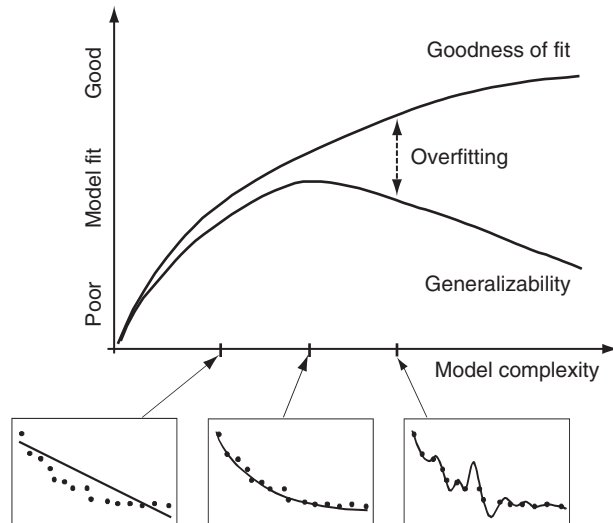 Goodness of fit
Good
Overfitting
Model fit
Generalizability
Poor
Model complexity